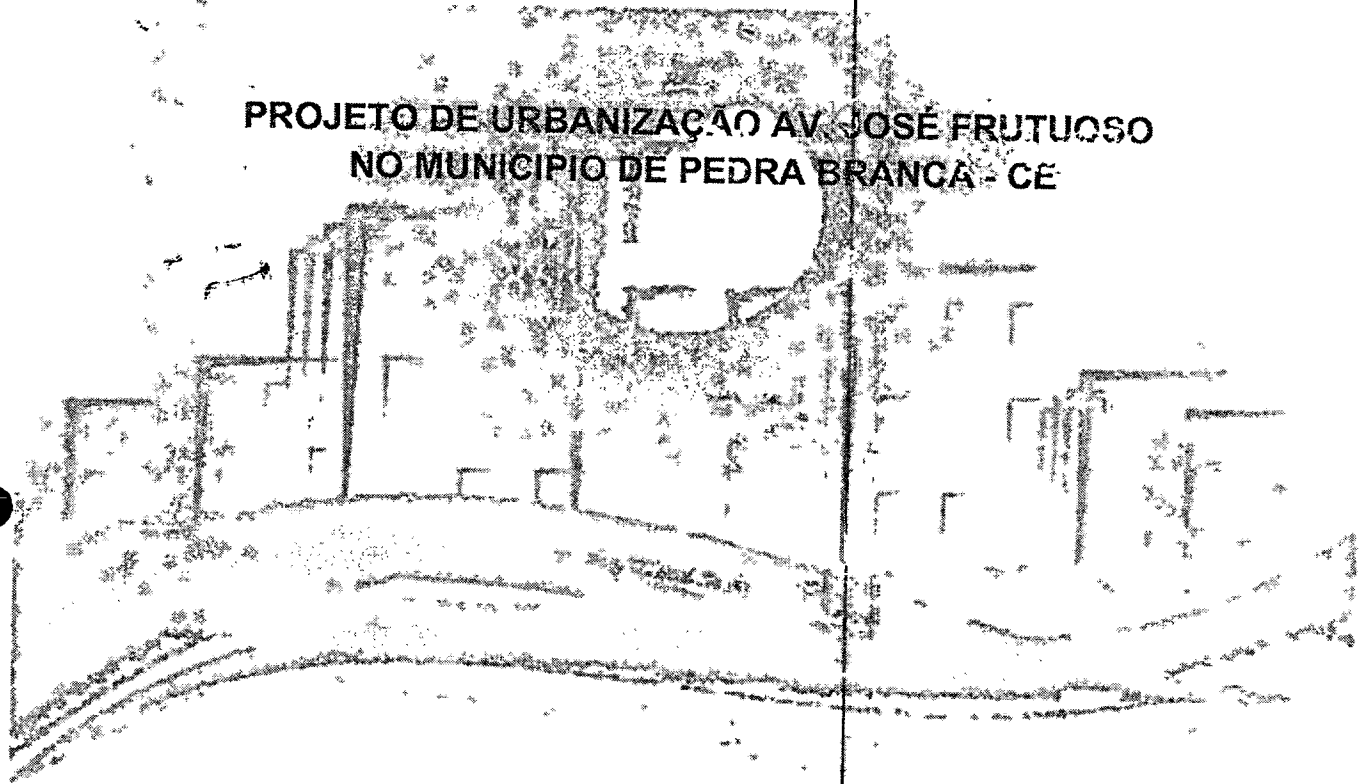 PROJETO DE URBANIZAÇÃO AV. JOSÉ FRUTUOSO
NO MUNICIPIO DE PEDRA BRANCA - CE